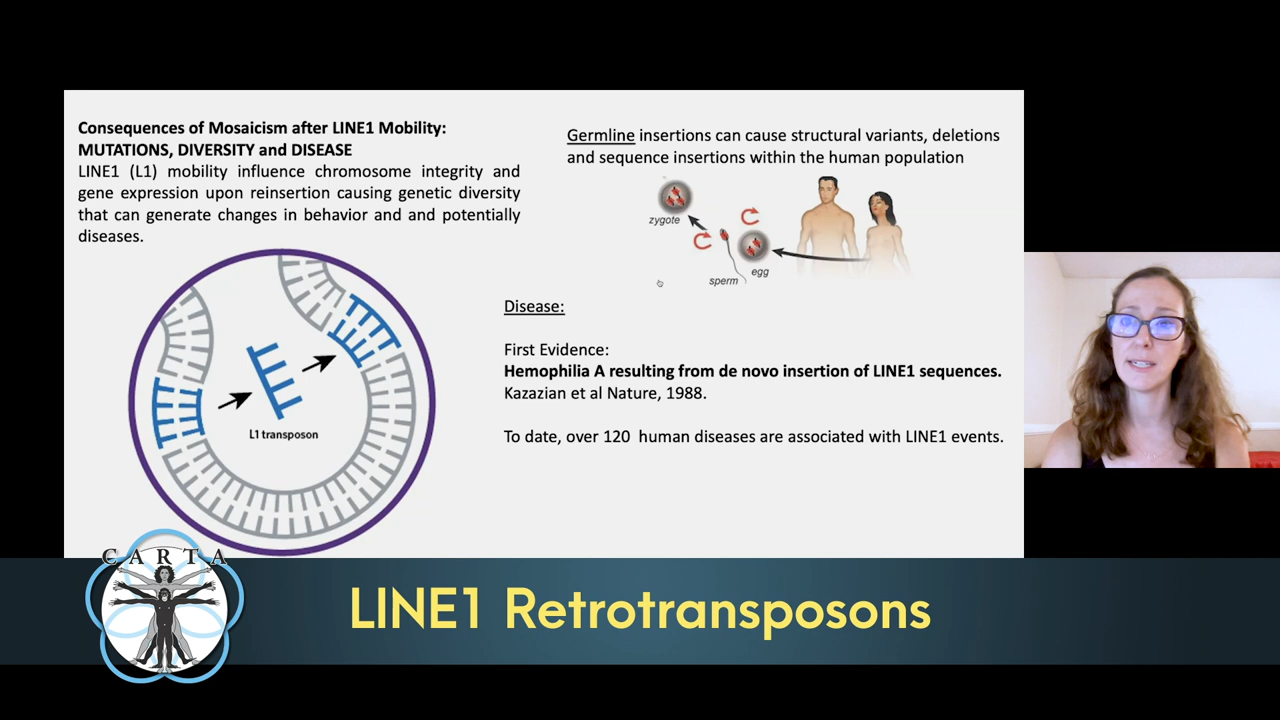 Consequences of Mosaicism after LINE1 Mobility:
MUTATIONS, DIVERSITY and DISEASE
LINE1 (L1) mobility influence chromosome integrity and
gene expression upon reinsertion causing genetic diversity
that can generate changes in behavior and and potentially
diseases.
L1 transposon
Germline insertions can cause structural variants, deletions
and sequence insertions within the human population
zygote
sperm
egg
Disease:
First Evidence:
Hemophilia A resulting from de novo insertion of LINE1 sequences.
Kazazian et al Nature, 1988.
To date, over 120 human diseases are associated with LINE1 events.
CARTA
LINE1 Retrotransposons